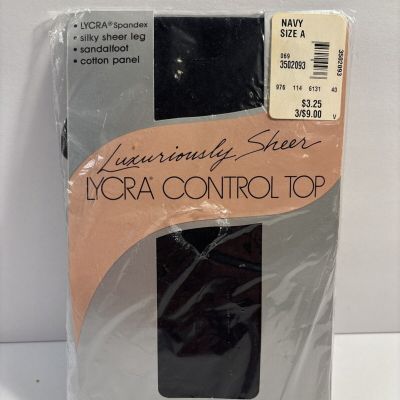 • LYCRA® Spandex
• silky sheer leg
• sandalfoot
• cotton panel
NAVY
SIZE A
069
3502093
976 114 6131 43
$3.25
3/$9.00
V
3502093
Luxuriously Sheer
LYCRA® CONTROL TOP